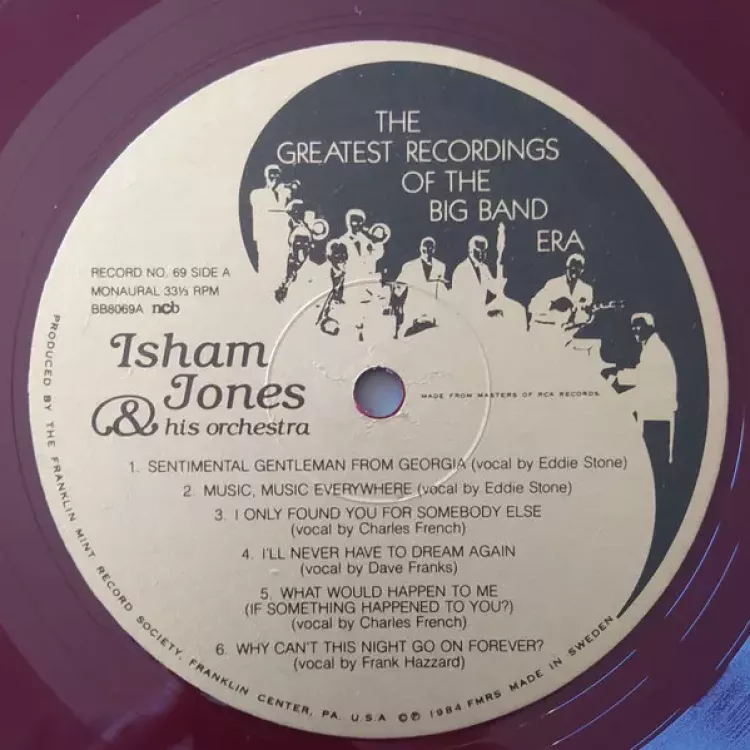 THE
GREATEST RECORDINGS
OF THE
BIG BAND
ERA
RECORD NO. 69 SIDE A
MONAURAL 33⅓ RPM
BB8069A ncb
Isham
Jones
& his orchestra
MADE FROM MASTERS OF RCA RECORDS
1. SENTIMENTAL GENTLEMAN FROM GEORGIA (vocal by Eddie Stone)
2. MUSIC, MUSIC EVERYWHERE (vocal by Eddie Stone)
3. I ONLY FOUND YOU FOR SOMEBODY ELSE
(vocal by Charles French)
4. I'LL NEVER HAVE TO DREAM AGAIN
(vocal by Dave Franks)
5. WHAT WOULD HAPPEN TO ME
(IF SOMETHING HAPPENED TO YOU?)
(vocal by Charles French)
6. WHY CAN'T THIS NIGHT GO ON FOREVER?
(vocal by Frank Hazzard)
PRODUCED BY THE FRANKLIN MINT RECORD SOCIETY, FRANKLIN CENTER, PA. U.S.A © ℗ 1984 FMRS MADE IN SWEDEN